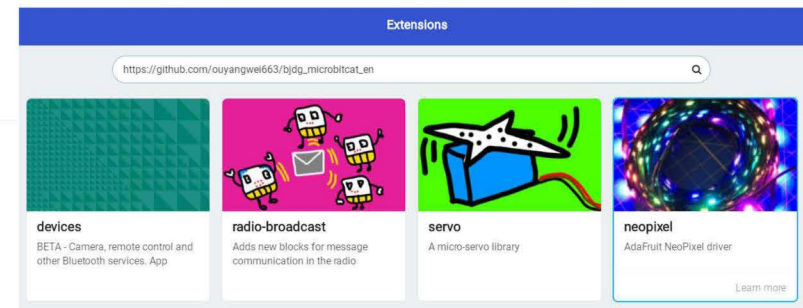 Extensions
https://github.com/ouyangwei663/bjdg_microbitcat_en
devices
BETA - Camera, remote control and
other Bluetooth services. App
radio-broadcast
Adds new blocks for message
communication in the radio
servo
A micro-servo library
neopixel
AdaFruit NeoPixel driver
Learn more